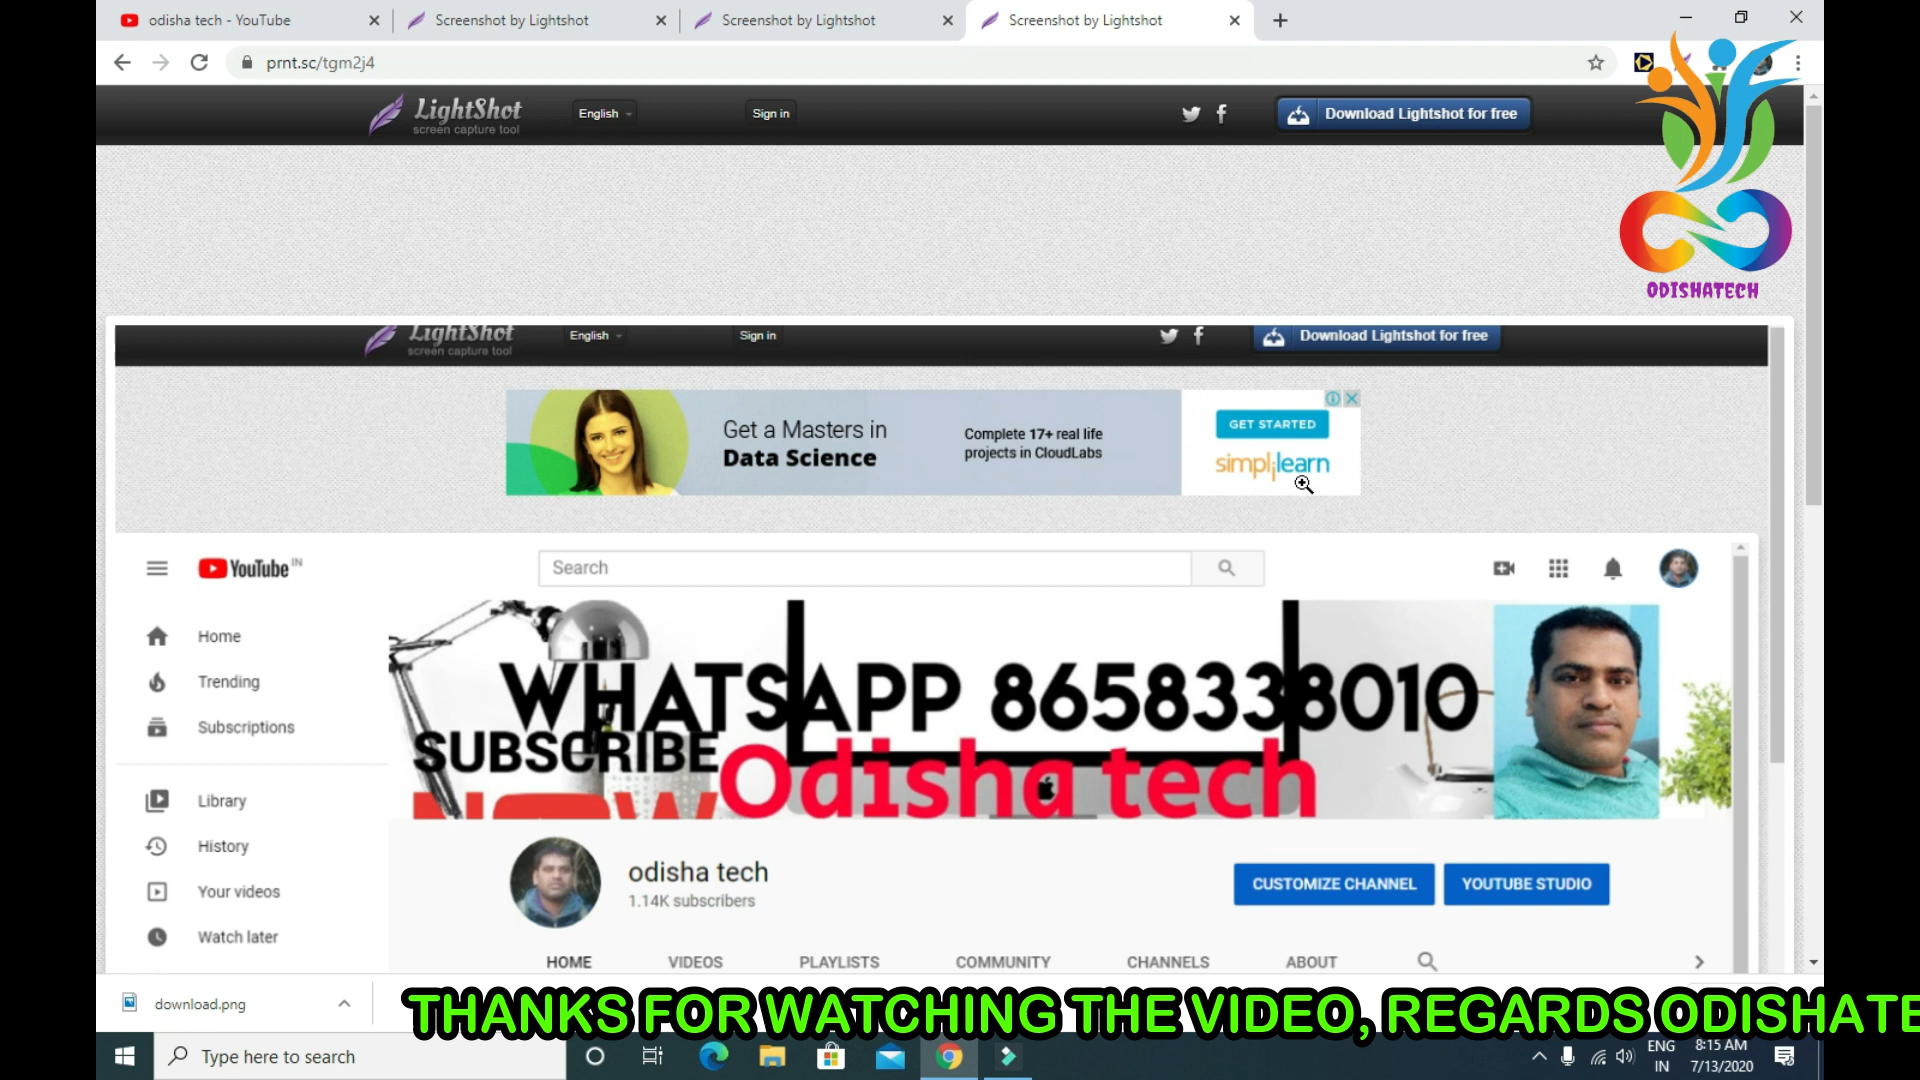 odisha tech - YouTube
Screenshot by Lightshot
Screenshot by Lightshot
Screenshot by Lightshot
prnt.sc/tgm2j4
LightShot
screen capture tool
English
Sign in
Download Lightshot for free
ODISHATECH
LightShot
screen capture tool
English
Sign in
Download Lightshot for free
Get a Masters in
Data Science
Complete 17+ real life
projects in CloudLabs
GET STARTED
simplilearn
YouTube IN
Search
Home
Trending
Subscriptions
Library
History
Your videos
Watch later
WHATSAPP 8658338010
SUBSCRIBE
NOW
Odisha tech
odisha tech
1.14K subscribers
CUSTOMIZE CHANNEL
YOUTUBE STUDIO
HOME
VIDEOS
PLAYLISTS
COMMUNITY
CHANNELS
ABOUT
download.png
THANKS FOR WATCHING THE VIDEO, REGARDS ODISHATE
Type here to search
ENG
IN
8:15 AM
7/13/2020